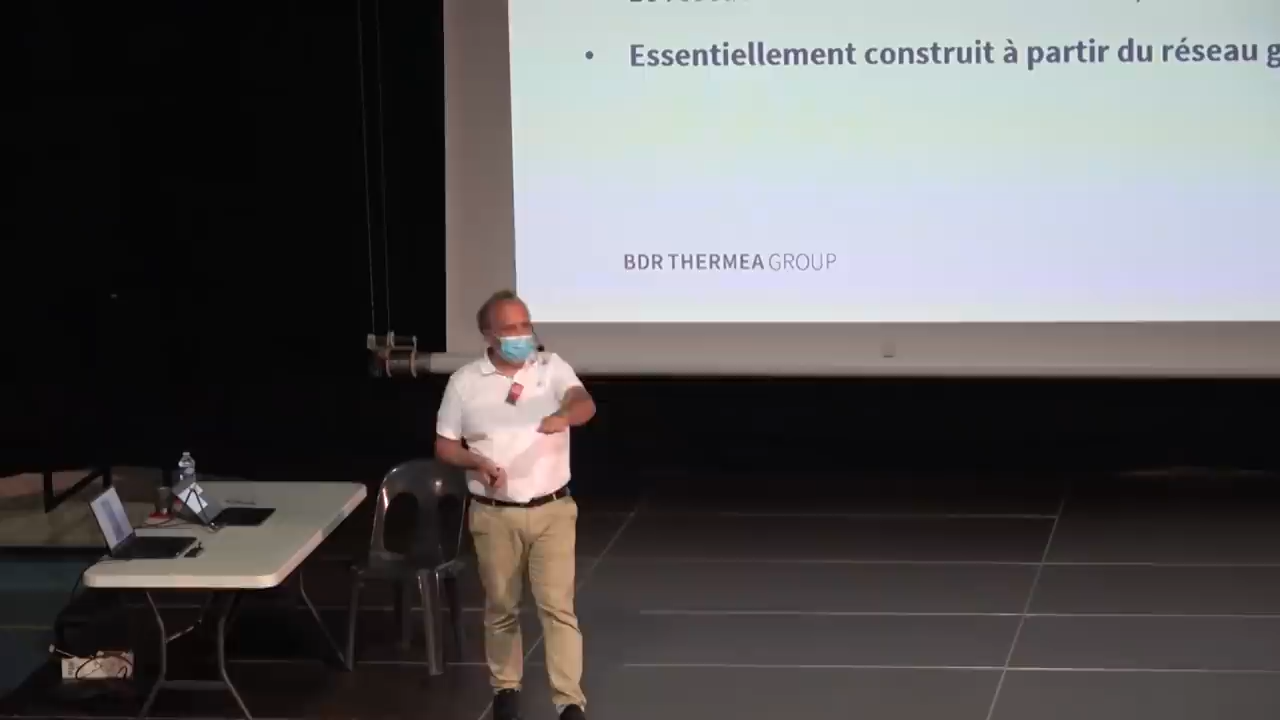 Essentiellement construit à partir du réseau
BDR THERMEA GROUP